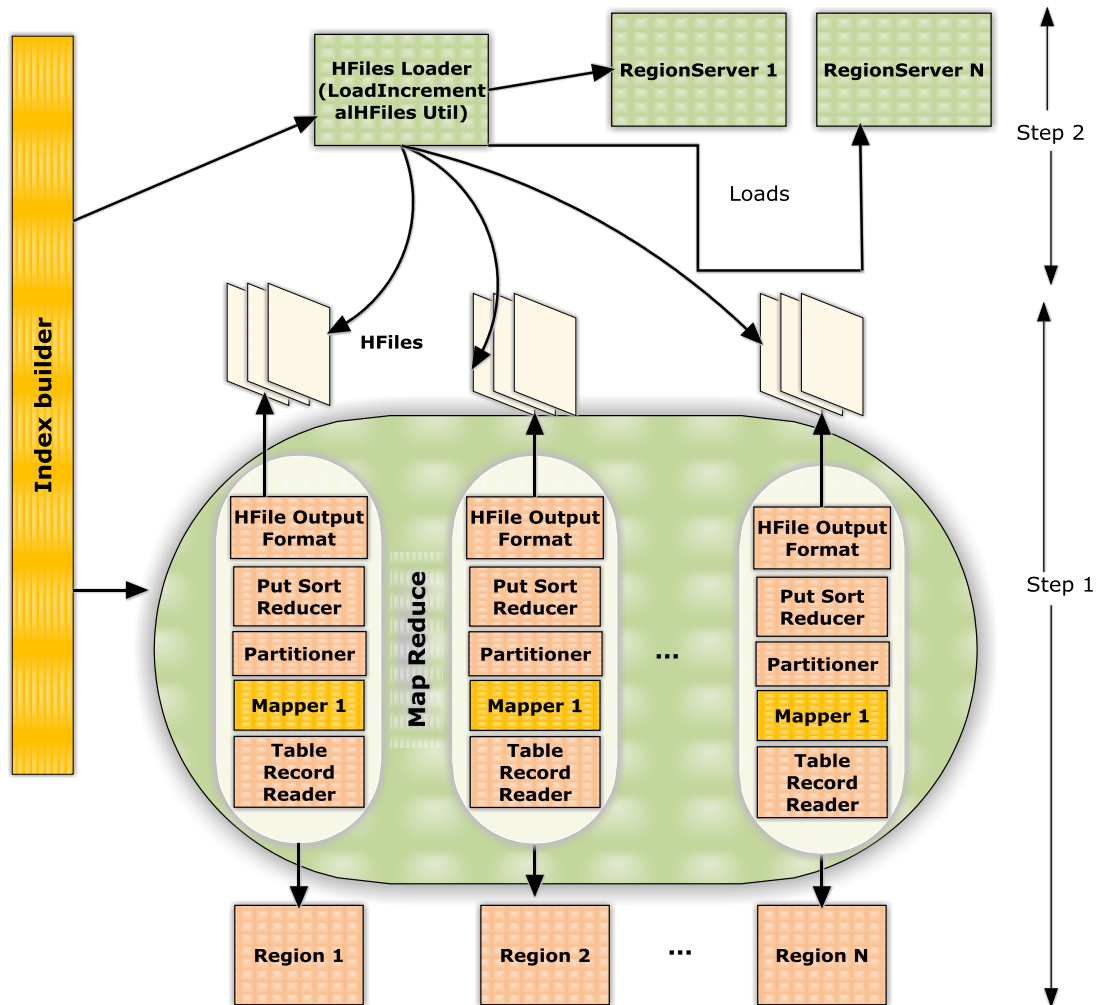 HFiles Loader
(LoadIncrement
alHFiles Util)
RegionServer 1
RegionServer N
Step 2
Loads
HFiles
Index builder
Map Reduce
HFile Output
Format
Put Sort
Reducer
Partitioner
Mapper 1
Table
Record
Reader
HFile Output
Format
Put Sort
Reducer
Partitioner
Mapper 1
Table
Record
Reader
...
HFile Output
Format
Put Sort
Reducer
Partitioner
Mapper 1
Table
Record
Reader
Step 1
Region 1
Region 2
...
Region N